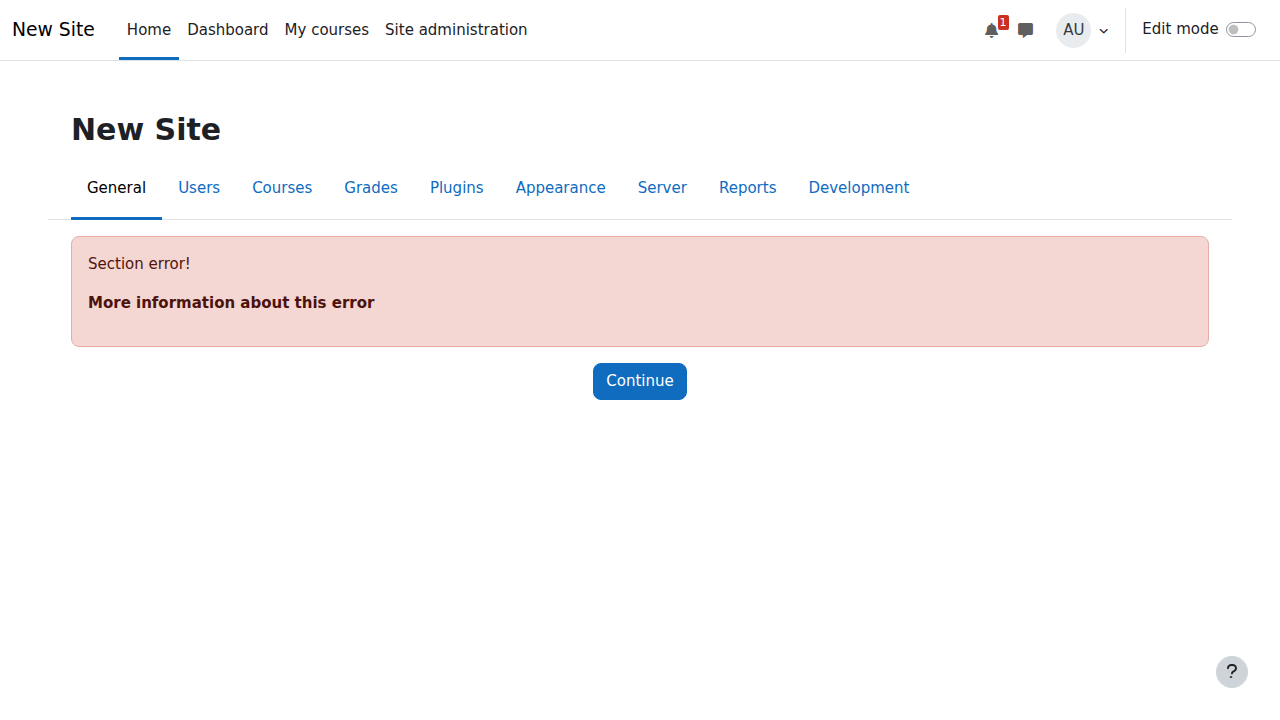 New Site
Home Dashboard My courses Site administration
1
AU
Edit mode
New Site
General Users Courses Grades Plugins Appearance Server Reports Development
Section error!
More information about this error
Continue
?